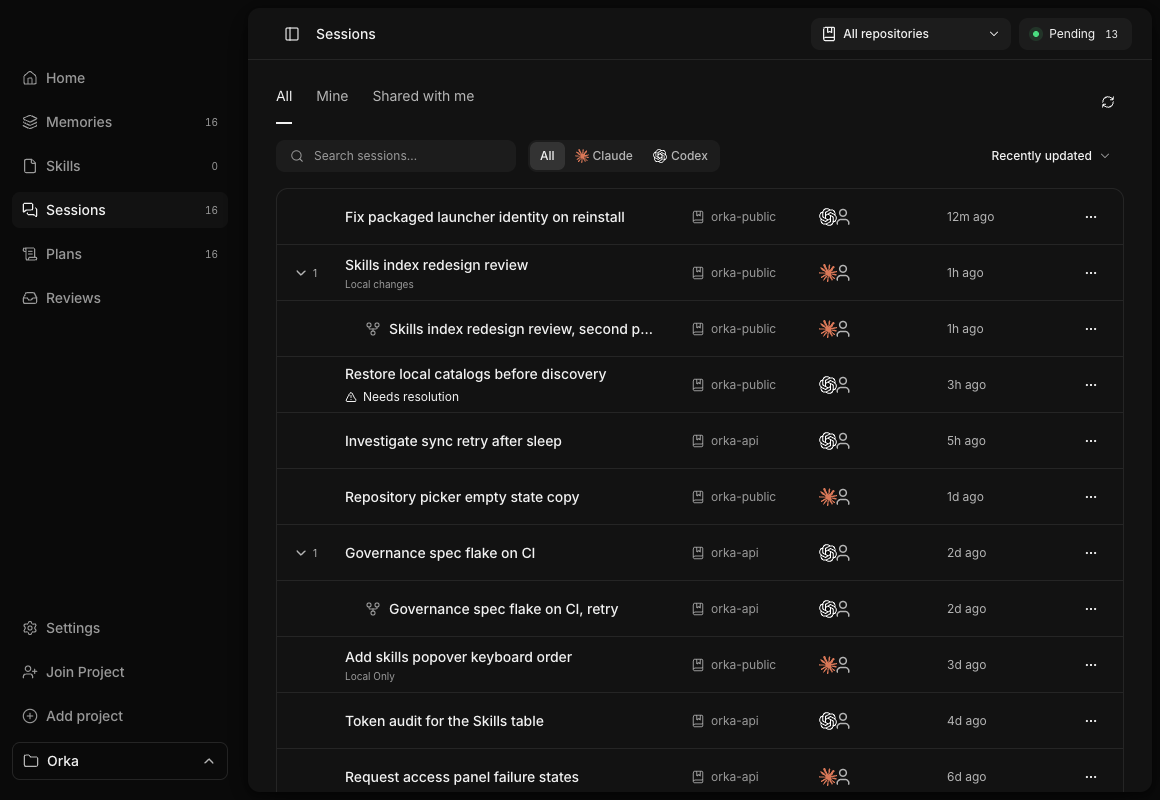 Sessions
All repositories
Pending 13
Home
Memories 16
Skills 0
Sessions 16
Plans 16
Reviews
Settings
Join Project
Add project
Orka
All Mine Shared with me
Search sessions...
All Claude Codex
Recently updated
Fix packaged launcher identity on reinstall orka-public 12m ago
1 Skills index redesign review orka-public 1h ago
Local changes
Skills index redesign review, second p... orka-public 1h ago
Restore local catalogs before discovery orka-public 3h ago
Needs resolution
Investigate sync retry after sleep orka-api 5h ago
Repository picker empty state copy orka-public 1d ago
1 Governance spec flake on CI orka-api 2d ago
Governance spec flake on CI, retry orka-api 2d ago
Add skills popover keyboard order orka-public 3d ago
Local Only
Token audit for the Skills table orka-api 4d ago
Request access panel failure states orka-api 6d ago